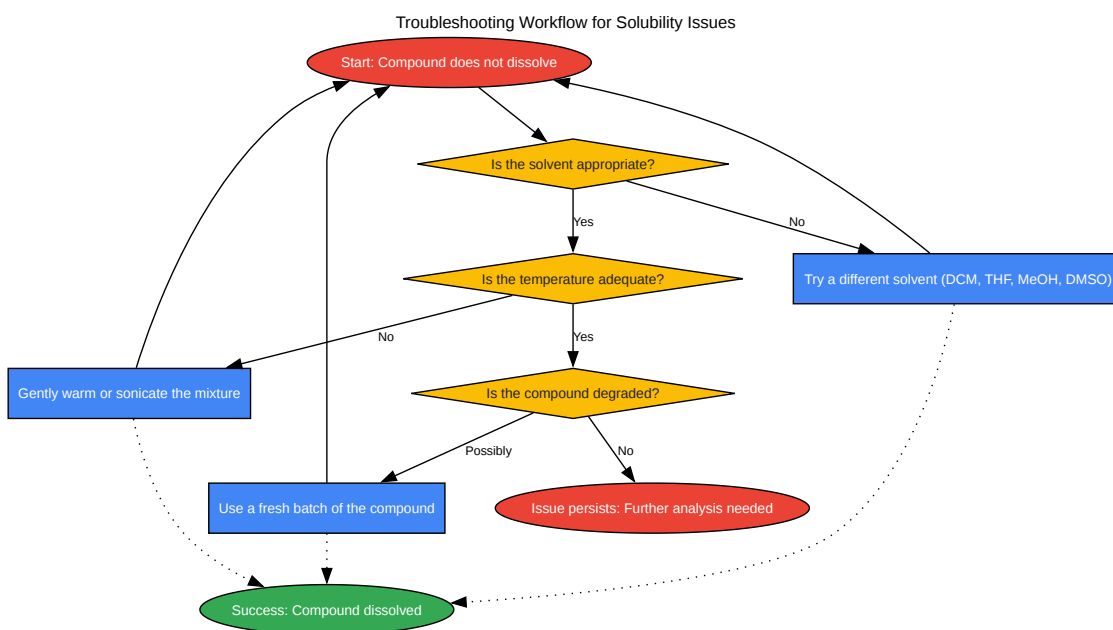 Troubleshooting Workflow for Solubility Issues
Start: Compound does not dissolve
Is the solvent appropriate?
Yes
No
Is the temperature adequate?
Try a different solvent (DCM, THF, MeOH, DMSO)
No
Yes
Gently warm or sonicate the mixture
Is the compound degraded?
Possibly
No
Use a fresh batch of the compound
Issue persists: Further analysis needed
Success: Compound dissolved